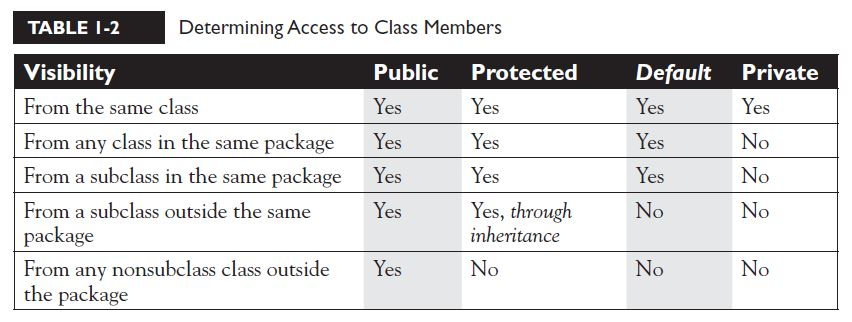 TABLE 1-2 Determining Access to Class Members
Visibility Public Protected Default Private
From the same class Yes Yes Yes Yes
From any class in the same package Yes Yes Yes No
From a subclass in the same package Yes Yes Yes No
From a subclass outside the same Yes Yes, through No No
package inheritance
From any nonsubclass class outside Yes No No No
the package